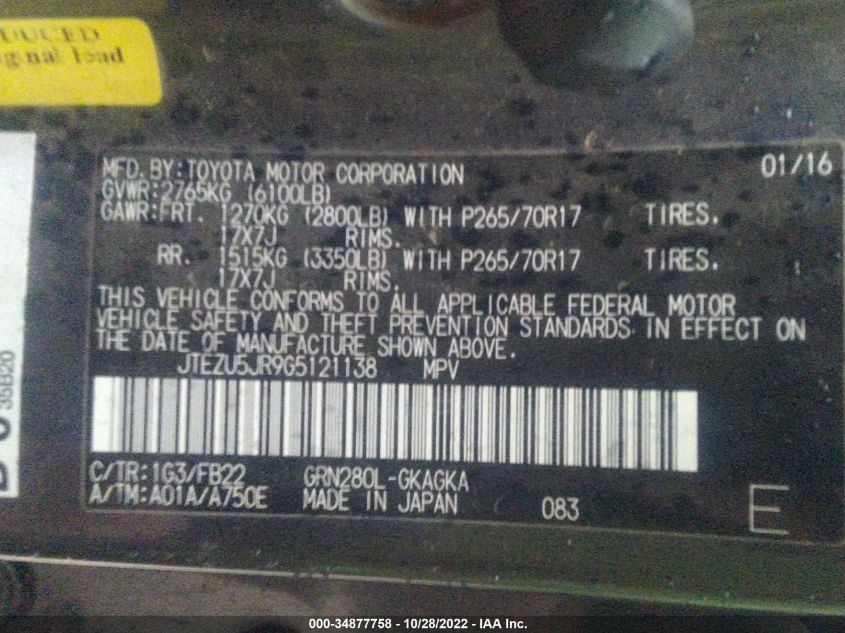 DUCED
ginal load
35B20
MFD. BY: TOYOTA MOTOR CORPORATION 01/16
GVWR: 2765KG (6100LB)
GAWR: FRT. 1270KG (2800LB) WITH P265/70R17 TIRES.
17X7J RIMS.
RR. 1515KG (3350LB) WITH P265/70R17 TIRES.
17X7J RIMS.
THIS VEHICLE CONFORMS TO ALL APPLICABLE FEDERAL MOTOR
VEHICLE SAFETY AND THEFT PREVENTION STANDARDS IN EFFECT ON
THE DATE OF MANUFACTURE SHOWN ABOVE.
JTEZU5JR9G5121138 MPV
C/TR: 1G3/FB22 GRN280L-GKAGKA
A/TM: A01A/A750E MADE IN JAPAN 083 E
000-34877758 - 10/28/2022 - IAA Inc.